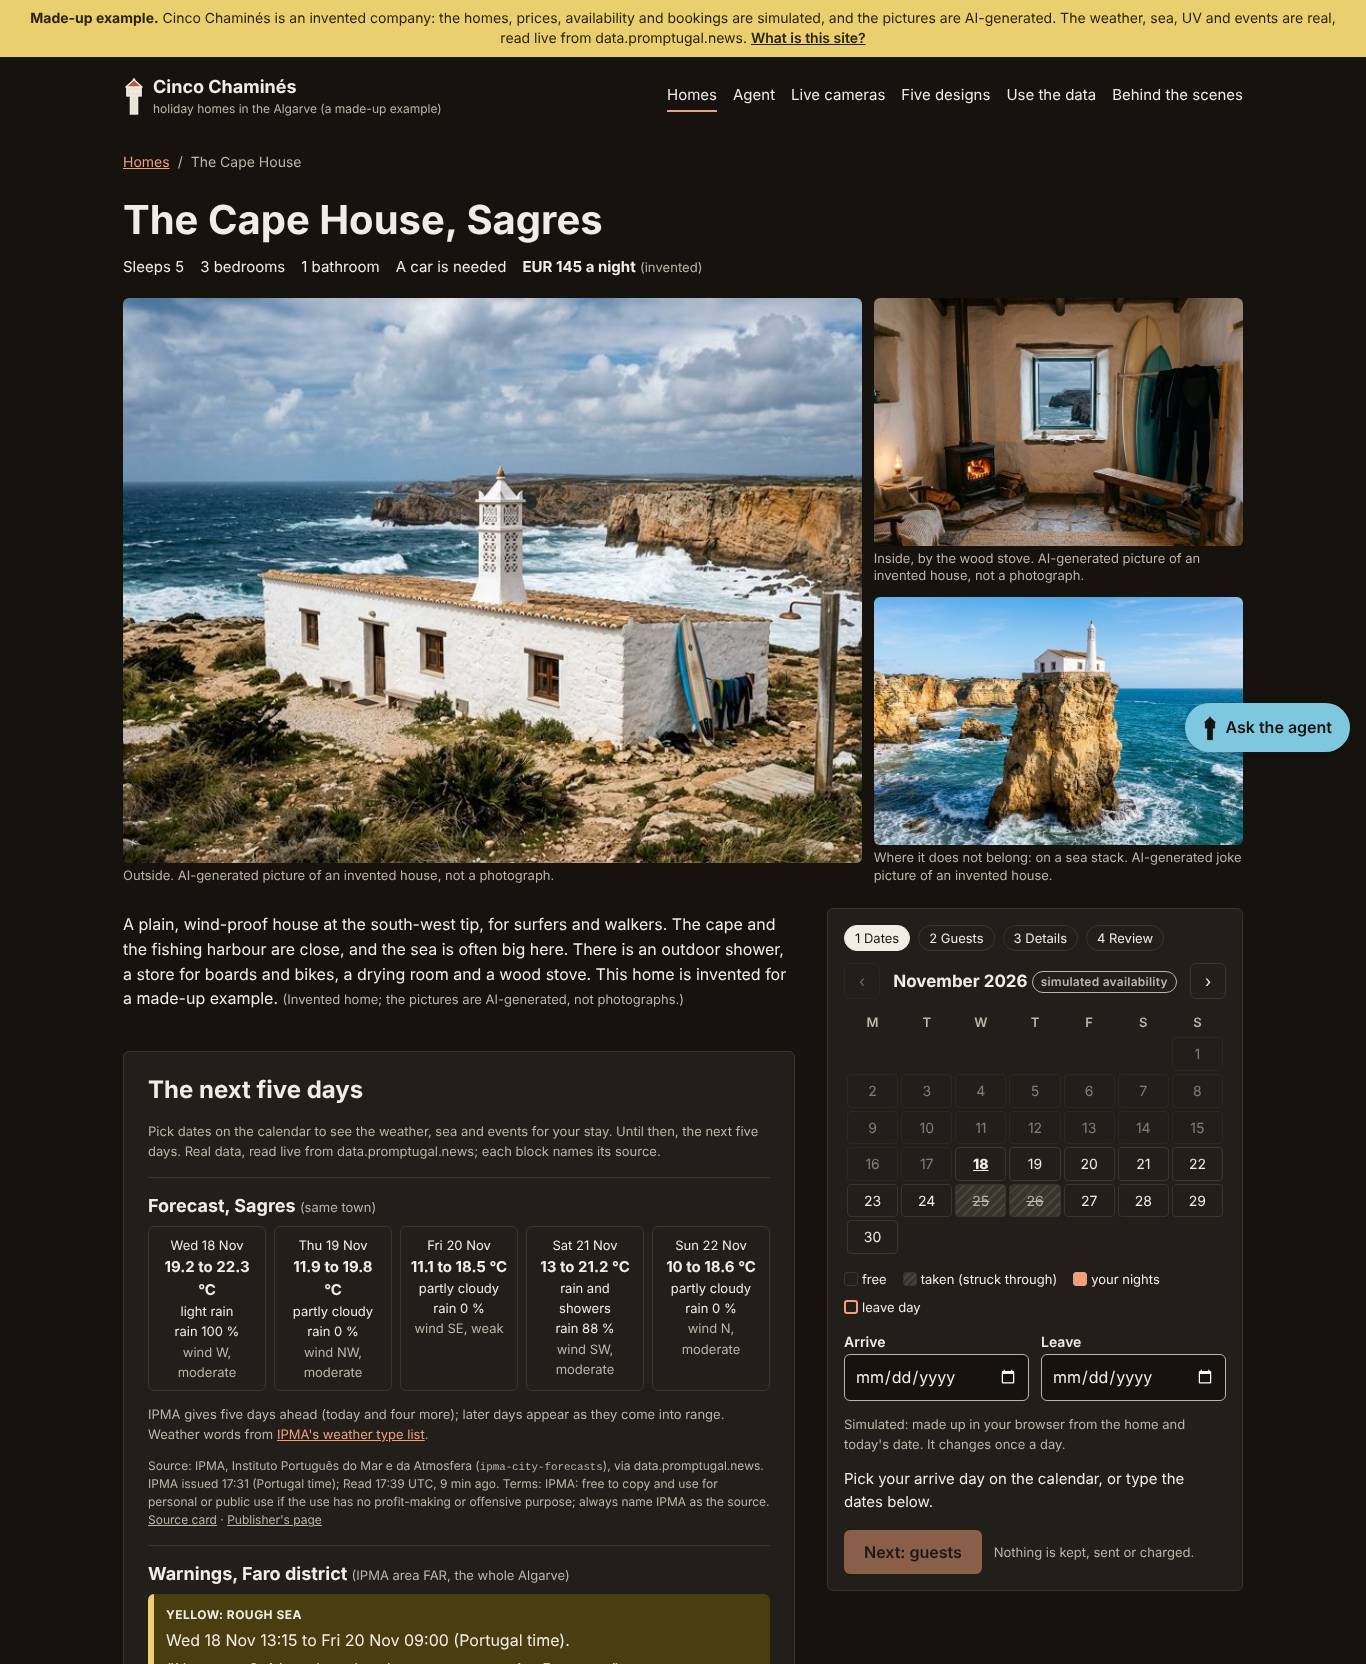 Made-up example. Cinco Chaminés is an invented company: the homes, prices, availability and bookings are simulated, and the pictures are AI-generated. The weather, sea, UV and events are real,
read live from data.promptugal.news. What is this site?
Cinco Chaminés
holiday homes in the Algarve (a made-up example)
Homes Agent Live cameras Five designs Use the data Behind the scenes
Homes / The Cape House
The Cape House, Sagres
Sleeps 5 3 bedrooms 1 bathroom A car is needed EUR 145 a night (invented)
Inside, by the wood stove. AI-generated picture of an
invented house, not a photograph.
Ask the agent
Where it does not belong: on a sea stack. AI-generated joke
picture of an invented house.
Outside. AI-generated picture of an invented house, not a photograph.
A plain, wind-proof house at the south-west tip, for surfers and walkers. The cape and
the fishing harbour are close, and the sea is often big here. There is an outdoor shower,
a store for boards and bikes, a drying room and a wood stove. This home is invented for
a made-up example. (Invented home; the pictures are AI-generated, not photographs.)
The next five days
Pick dates on the calendar to see the weather, sea and events for your stay. Until then, the next five
days. Real data, read live from data.promptugal.news; each block names its source.
Forecast, Sagres (same town)
Wed 18 Nov
19.2 to 22.3
°C
light rain
rain 100 %
wind W,
moderate
Thu 19 Nov
11.9 to 19.8
°C
partly cloudy
rain 0 %
wind NW,
moderate
Fri 20 Nov
11.1 to 18.5 °C
partly cloudy
rain 0 %
wind SE, weak
Sat 21 Nov
13 to 21.2 °C
rain and
showers
rain 88 %
wind SW,
moderate
Sun 22 Nov
10 to 18.6 °C
partly cloudy
rain 0 %
wind N,
moderate
IPMA gives five days ahead (today and four more); later days appear as they come into range.
Weather words from IPMA's weather type list.
Source: IPMA, Instituto Português do Mar e da Atmosfera (ipma-city-forecasts), via data.promptugal.news.
IPMA issued 17:31 (Portugal time); Read 17:39 UTC, 9 min ago. Terms: IPMA: free to copy and use for
personal or public use if the use has no profit-making or offensive purpose; always name IPMA as the source.
Source card · Publisher's page
Warnings, Faro district (IPMA area FAR, the whole Algarve)
YELLOW: ROUGH SEA
Wed 18 Nov 13:15 to Fri 20 Nov 09:00 (Portugal time).
1 Dates 2 Guests 3 Details 4 Review
‹ November 2026 simulated availability ›
M T W T F S S
1
2 3 4 5 6 7 8
9 10 11 12 13 14 15
16 17 18 19 20 21 22
23 24 25 26 27 28 29
30
free taken (struck through) your nights
leave day
Arrive Leave
mm/dd/yyyy mm/dd/yyyy
Simulated: made up in your browser from the home and
today's date. It changes once a day.
Pick your arrive day on the calendar, or type the
dates below.
Next: guests Nothing is kept, sent or charged.